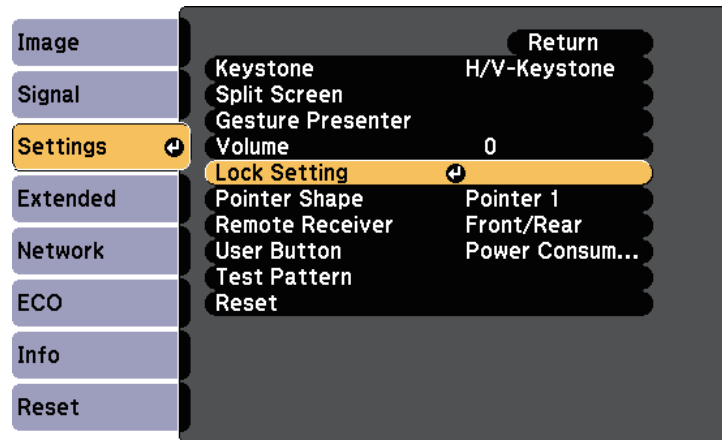 Image
Signal
Settings
Extended
Network
ECO
Info
Reset
Return
Keystone H/V-Keystone
Split Screen
Gesture Presenter
Volume 0
Lock Setting
Pointer Shape Pointer 1
Remote Receiver Front/Rear
User Button Power Consum...
Test Pattern
Reset